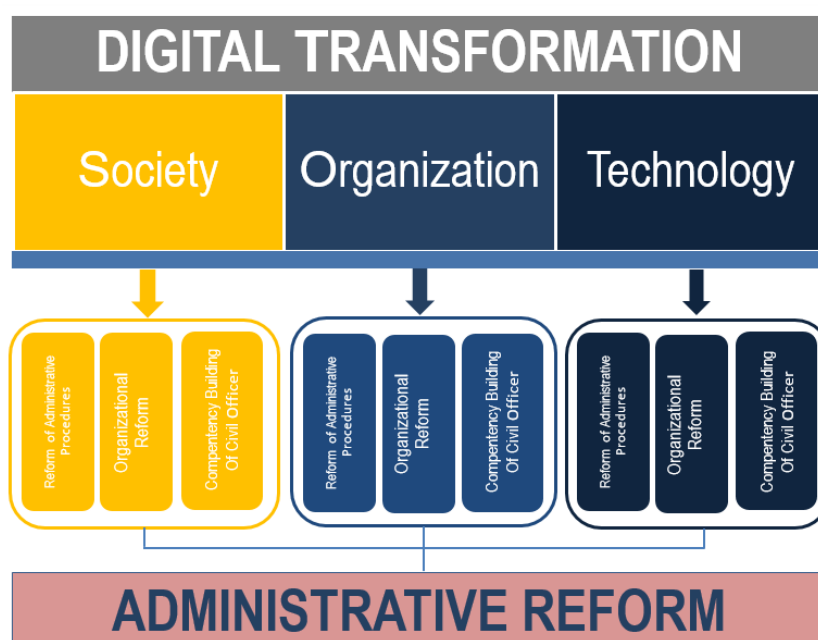 DIGITAL TRANSFORMATION
Society
Organization
Technology
Reform of Administrative
Procedures
Organizational
Reform
Compentency Building
Of Civil Officer
Reform of Administrative
Procedures
Organizational
Reform
Compentency Building
Of Civil Officer
Reform of Administrative
Procedures
Organizational
Reform
Compentency Building
Of Civil Officer
ADMINISTRATIVE REFORM